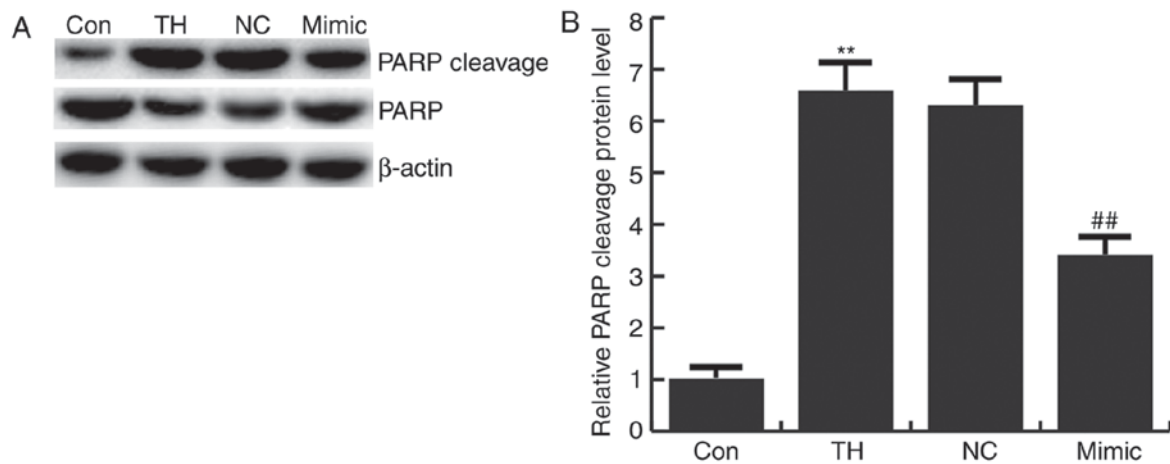 A
Con TH NC Mimic
PARP cleavage
PARP
β-actin
B
Relative PARP cleavage protein level
8
7
6
5
4
3
2
1
0
**
##
Con TH NC Mimic